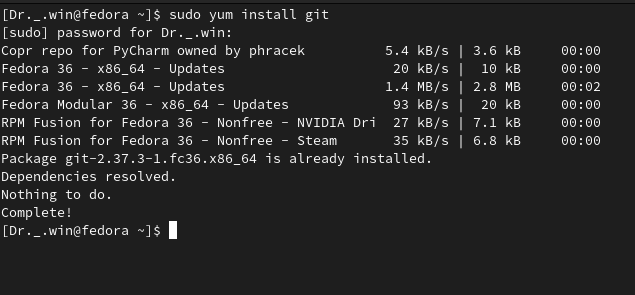 [Dr._.win@fedora ~]$ sudo yum install git
[sudo] password for Dr._.win:
Copr repo for PyCharm owned by phracek 5.4 kB/s | 3.6 kB 00:00
Fedora 36 - x86_64 - Updates 20 kB/s | 10 kB 00:00
Fedora 36 - x86_64 - Updates 1.4 MB/s | 2.8 MB 00:02
Fedora Modular 36 - x86_64 - Updates 93 kB/s | 20 kB 00:00
RPM Fusion for Fedora 36 - Nonfree - NVIDIA Dri 27 kB/s | 7.1 kB 00:00
RPM Fusion for Fedora 36 - Nonfree - Steam 35 kB/s | 6.8 kB 00:00
Package git-2.37.3-1.fc36.x86_64 is already installed.
Dependencies resolved.
Nothing to do.
Complete!
[Dr._.win@fedora ~]$